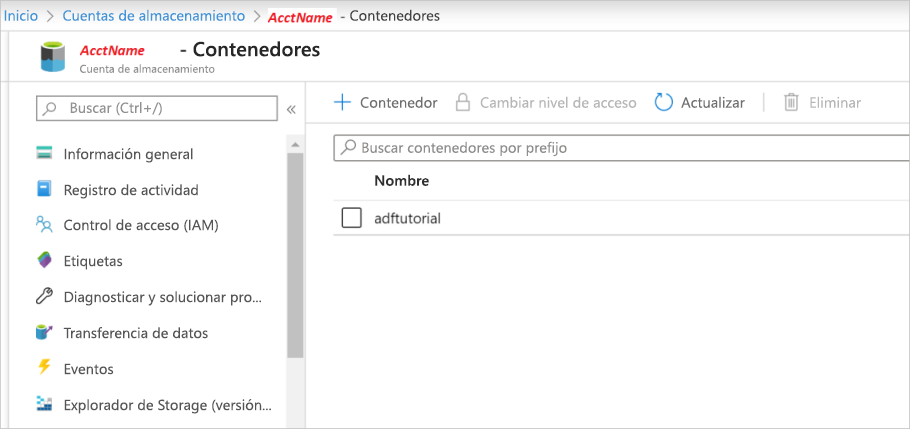 Inicio > Cuentas de almacenamiento > AcctName - Contenedores
AcctName - Contenedores
Cuenta de almacenamiento
Buscar (Ctrl+/) «
Información general
Registro de actividad
Control de acceso (IAM)
Etiquetas
Diagnosticar y solucionar pro...
Transferencia de datos
Eventos
Explorador de Storage (versión...
+ Contenedor Cambiar nivel de acceso Actualizar Eliminar
Buscar contenedores por prefijo
Nombre
adftutorial